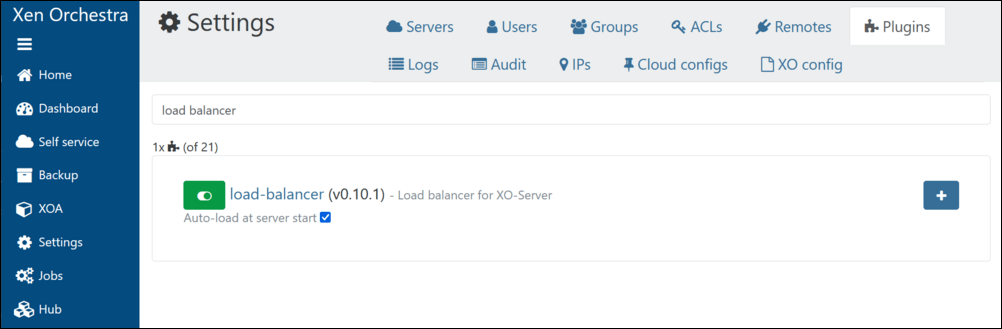 Xen Orchestra
Home
Dashboard
Self service
Backup
XOA
Settings
Jobs
Hub
Settings
Servers Users Groups ACLs Remotes Plugins
Logs Audit IPs Cloud configs XO config
load balancer
1x (of 21)
load-balancer (v0.10.1) - Load balancer for XO-Server
Auto-load at server start